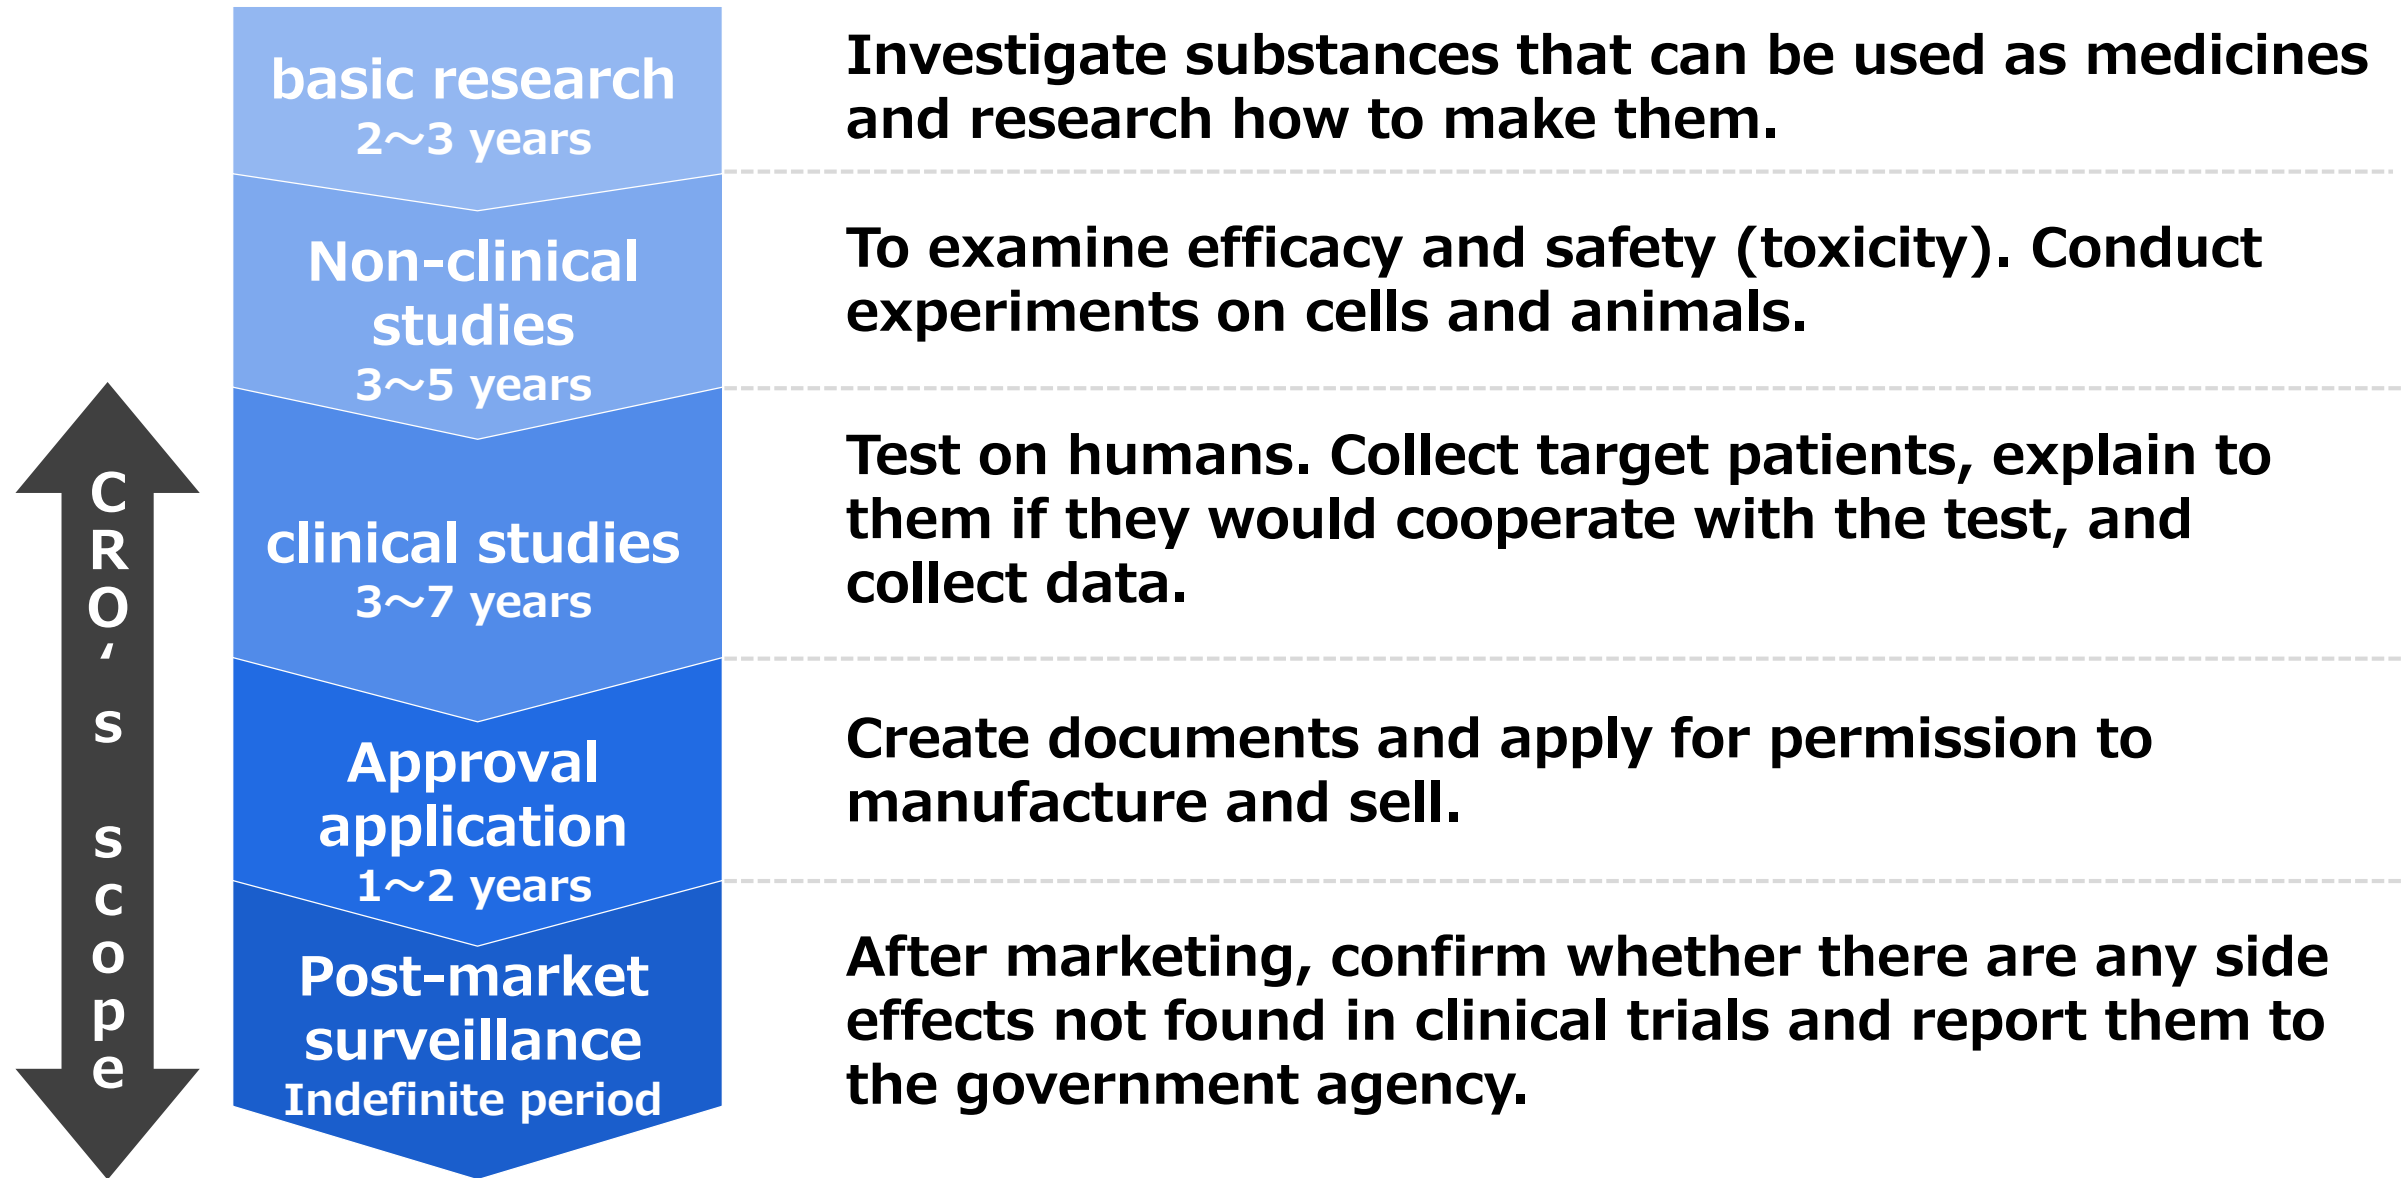 basic research
2～3 years
Investigate substances that can be used as medicines
and research how to make them.
Non-clinical
studies
3～5 years
To examine efficacy and safety (toxicity). Conduct
experiments on cells and animals.
clinical studies
3～7 years
Test on humans. Collect target patients, explain to
them if they would cooperate with the test, and
collect data.
Approval
application
1～2 years
Create documents and apply for permission to
manufacture and sell.
Post-market
surveillance
Indefinite period
After marketing, confirm whether there are any side
effects not found in clinical trials and report them to
the government agency.
CRO‘s scope